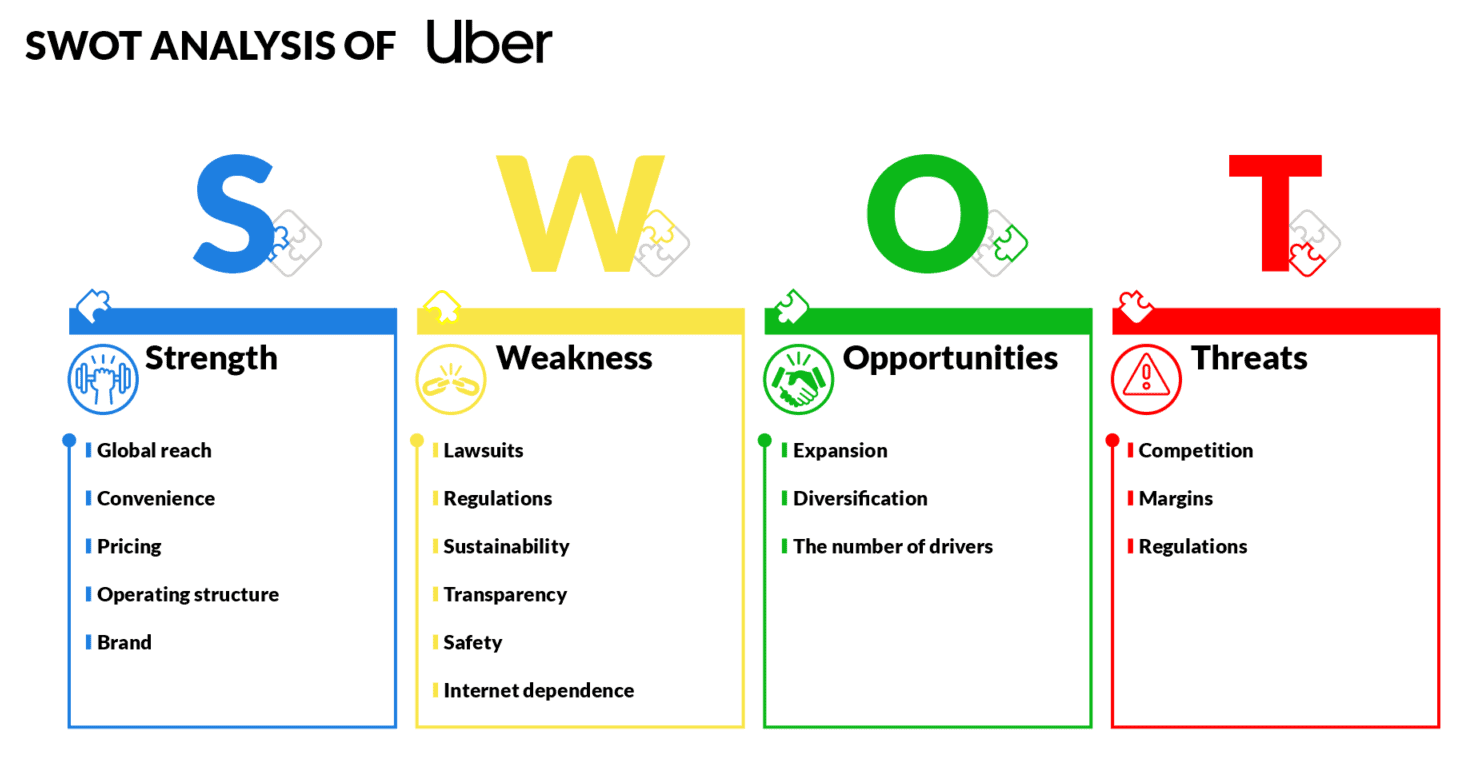 SWOT ANALYSIS OF Uber
S W O T
Strength
Global reach
Convenience
Pricing
Operating structure
Brand
Weakness
Lawsuits
Regulations
Sustainability
Transparency
Safety
Internet dependence
Opportunities
Expansion
Diversification
The number of drivers
Threats
Competition
Margins
Regulations